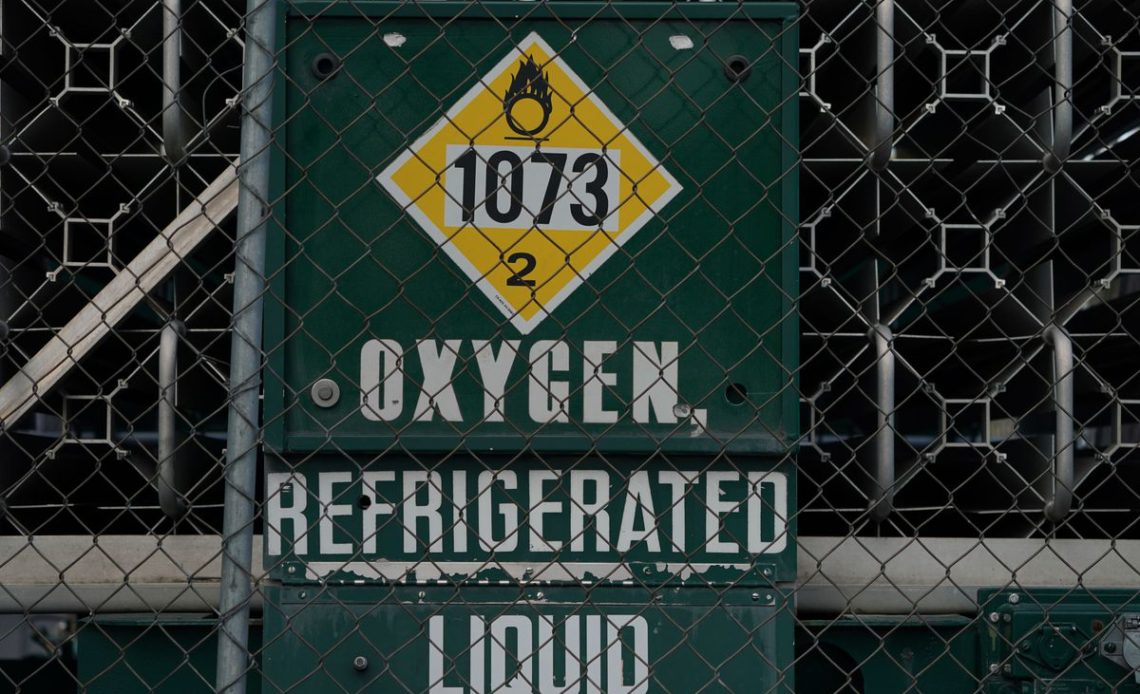 1073
2
OXYGEN,
REFRIGERATED
LIQUID